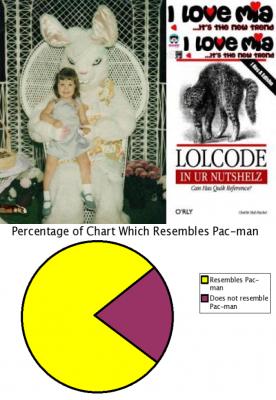 I LOVE Mia
...it's the new trend
I LOVE Mia
...it's the new trend
LOLCODE
IN UR NUTSHELZ
Can Has Quik Reference?
O'RLY
Percentage of Chart Which Resembles Pac-man
Resembles Pac-
man
Does not resemble
Pac-man